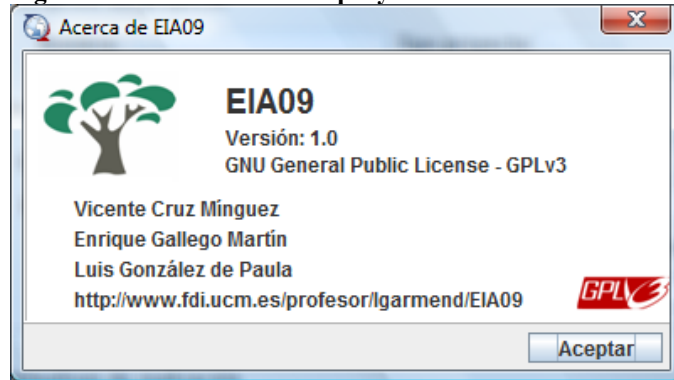 Acerca de EIA09
EIA09
Versión: 1.0
GNU General Public License - GPLv3
Vicente Cruz Mínguez
Enrique Gallego Martín
Luis González de Paula
http://www.fdi.ucm.es/profesor/lgarmend/EIA09
GPLv3
Aceptar